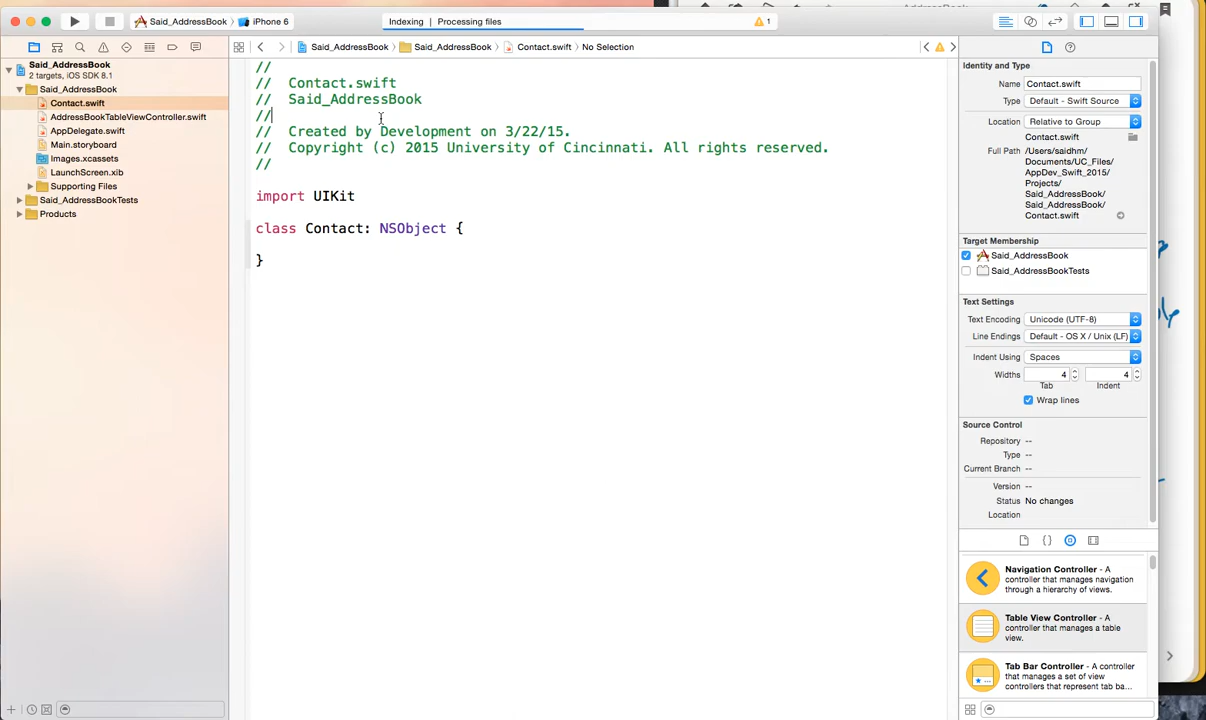 Said_AddressBook > iPhone 6
Indexing | Processing files
1
Said_AddressBook > Said_AddressBook > Contact.swift > No Selection
Said_AddressBook
2 targets, iOS SDK 8.1
Said_AddressBook
Contact.swift
AddressBookTableViewController.swift
AppDelegate.swift
Main.storyboard
Images.xcassets
LaunchScreen.xib
Supporting Files
Said_AddressBookTests
Products
//
//  Contact.swift
//  Said_AddressBook
//
//  Created by Development on 3/22/15.
//  Copyright (c) 2015 University of Cincinnati. All rights reserved.
//
import UIKit
class Contact: NSObject {
}
Identity and Type
Name Contact.swift
Type Default - Swift Source
Location Relative to Group
Contact.swift
Full Path /Users/saidhm/
Documents/UC_Files/
AppDev_Swift_2015/
Projects/
Said_AddressBook/
Said_AddressBook/
Contact.swift
Target Membership
Said_AddressBook
Said_AddressBookTests
Text Settings
Text Encoding Unicode (UTF-8)
Line Endings Default - OS X / Unix (LF)
Indent Using Spaces
Widths 4 4
Tab Indent
Wrap lines
Source Control
Repository --
Type --
Current Branch --
Version --
Status No changes
Location
{ }
Navigation Controller - A
controller that manages navigation
through a hierarchy of views.
Table View Controller - A
controller that manages a table
view.
Tab Bar Controller - A controller
that manages a set of view
controllers that represent tab ba...